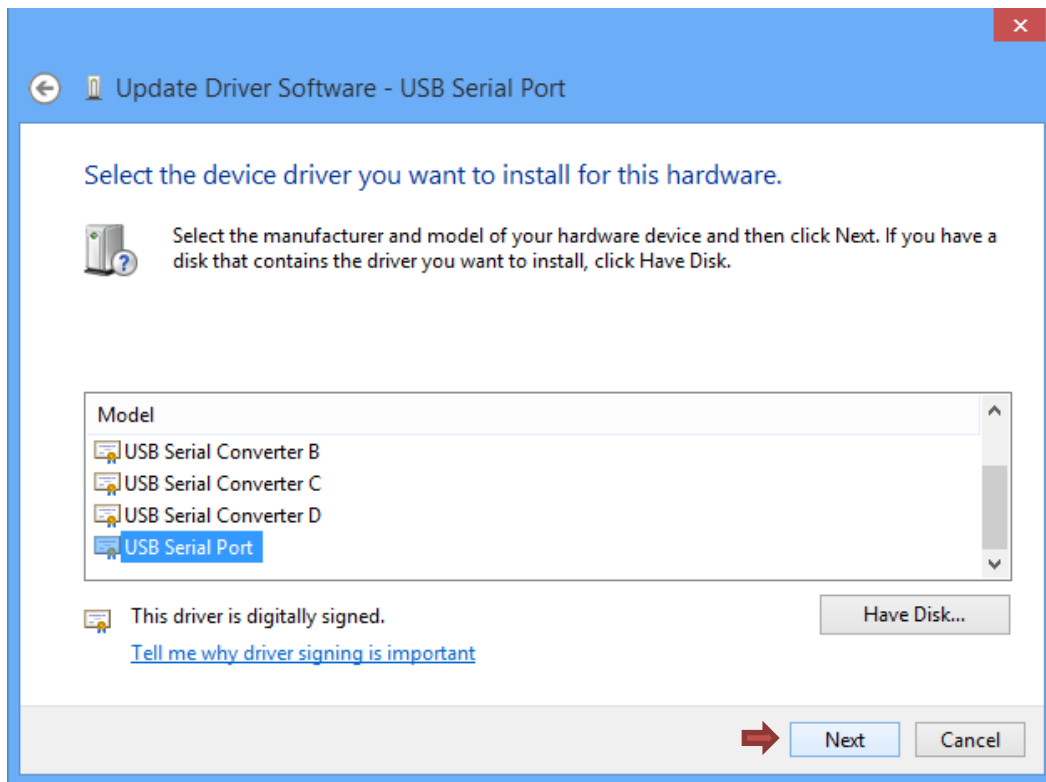 Update Driver Software - USB Serial Port
Select the device driver you want to install for this hardware.
Select the manufacturer and model of your hardware device and then click Next. If you have a
disk that contains the driver you want to install, click Have Disk.
Model
USB Serial Converter B
USB Serial Converter C
USB Serial Converter D
USB Serial Port
This driver is digitally signed.
Have Disk...
Tell me why driver signing is important
Next
Cancel